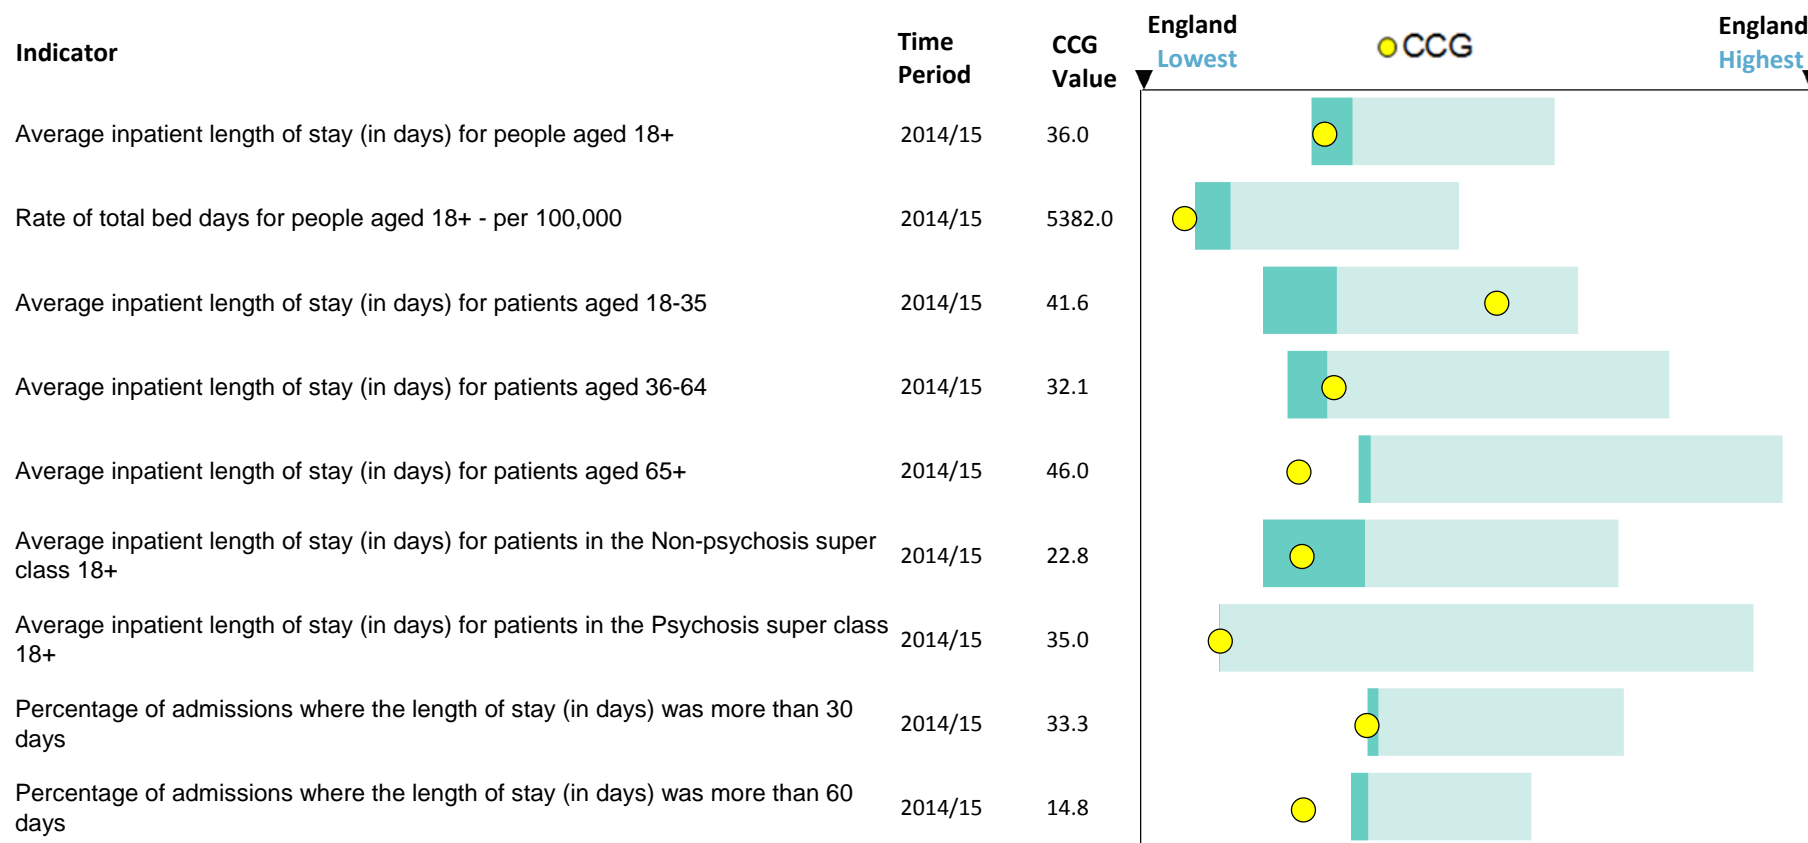 Indicator
Time Period
CCG Value
England Lowest
CCG
England Highest
Average inpatient length of stay (in days) for people aged 18+ 2014/15 36.0
Rate of total bed days for people aged 18+ - per 100,000 2014/15 5382.0
Average inpatient length of stay (in days) for patients aged 18-35 2014/15 41.6
Average inpatient length of stay (in days) for patients aged 36-64 2014/15 32.1
Average inpatient length of stay (in days) for patients aged 65+ 2014/15 46.0
Average inpatient length of stay (in days) for patients in the Non-psychosis super
class 18+ 2014/15 22.8
Average inpatient length of stay (in days) for patients in the Psychosis super class
18+ 2014/15 35.0
Percentage of admissions where the length of stay (in days) was more than 30
days 2014/15 33.3
Percentage of admissions where the length of stay (in days) was more than 60
days 2014/15 14.8